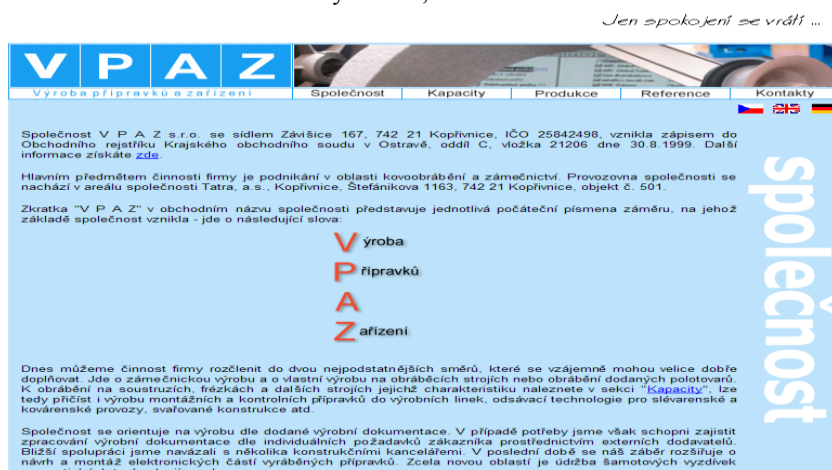 Jen spokojení se vrátí ...
V P A Z
Výroba přípravků a zařízení
Společnost Kapacity Produkce Reference Kontakty
Společnost V P A Z s.r.o. se sídlem Závišice 167, 742 21 Kopřivnice, IČO 25842498, vznikla zápisem do
Obchodního rejstříku Krajského obchodního soudu v Ostravě, oddíl C, vložka 21206 dne 30.8.1999. Další
informace získáte zde.
Hlavním předmětem činnosti firmy je podnikání v oblasti kovoobrábění a zámečnictví. Provozovna společnosti se
nachází v areálu společnosti Tatra, a.s., Kopřivnice, Štefánikova 1163, 742 21 Kopřivnice, objekt č. 501.
Zkratka "V P A Z" v obchodním názvu společnosti představuje jednotlivá počáteční písmena záměru, na jehož
základě společnost vznikla - jde o následující slova:
Výroba
Přípravků
A
Zařízení
společnost
Dnes můžeme činnost firmy rozčlenit do dvou nejpodstatnějších směrů, které se vzájemně mohou velice dobře
doplňovat. Jde o zámečnickou výrobu a o vlastní výrobu na obráběcích strojích nebo obrábění dodaných polotovarů.
K obrábění na soustruzích, frézkách a dalších strojích jejichž charakteristiku naleznete v sekci "Kapacity", lze
tedy přičíst i výrobu montážních a kontrolních přípravků do výrobních linek, odsávací technologie pro slévárenské a
kovárenské provozy, svařované konstrukce atd.
Společnost se orientuje na výrobu dle dodané výrobní dokumentace. V případě potřeby jsme však schopni zajistit
zpracování výrobní dokumentace dle individuálních požadavků zákazníka prostřednictvím externích dodavatelů.
Bližší spolupráci jsme navázali s několika konstrukčními kancelářemi. V poslední době se náš záběr rozšiřuje o
návrh a montáž elektronických částí vyráběných přípravků. Zcela novou oblastí je údržba šamotových vyzdívek